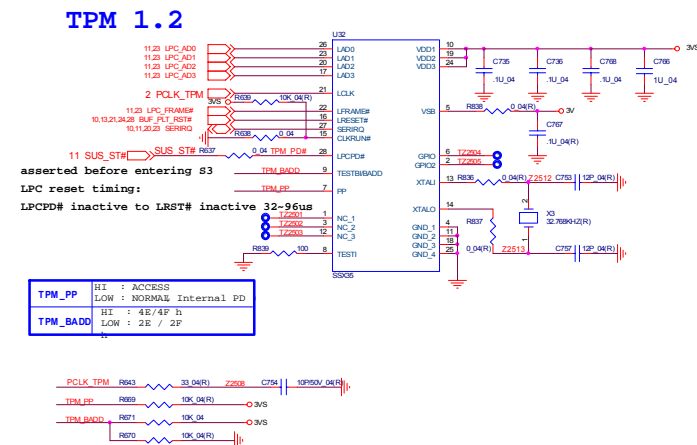 TPM 1.2
U32
11,23 LPC_AD0 26 LAD0 VDD1 10 3VS
11,23 LPC_AD1 23 LAD1 VDD2 19
11,23 LPC_AD2 20 LAD2 VDD3 24
11,23 LPC_AD3 17 LAD3
C735 C736 C768 C766
.1U_04 1U_04 .1U_04 1U_04
2 PCLK_TPM 21 LCLK
3VS R639 10K_04(R)
11,23 LPC_FRAME# 22 LFRAME# VSB 5 R838 0_04(R) 3V
10,13,21,24,28 BUF_PLT_RST# 16 LRESET#
10,11,20,23 SERIRQ 27 SERIRQ
R638 0_04 15 CLKRUN#
C767
.1U_04(R)
11 SUS_ST# SUS_ST# R637 0_04 TPM_PD# 28 LPCPD# GPIO 6 TZ2504
GPIO2 2 TZ2505
asserted before entering S3 TPM_BADD 9 TESTBI/BADD
LPC reset timing: TPM_PP 7 PP XTALI 13 R836 0_04(R) Z2512 C753 12P_04(R)
LPCPD# inactive to LRST# inactive 32~96us
TZ2501 1 NC_1 XTALO 14
TZ2502 3 NC_2 GND_1 4
TZ2503 12 NC_3 GND_2 11
GND_3 18
R839 100 8 TESTI GND_4 25
R837
0_04(R) Z2513 C757 12P_04(R)
2
X3
32.768KHZ(R)
1
SSX35
TPM_PP HI : ACCESS
LOW : NORMAL, Internal PD
TPM_BADD HI : 4E/4F h
LOW : 2E / 2F
h
PCLK_TPM R643 33_04(R) Z2508 C754 10P/50V_04(R)
TPM_PP R669 10K_04(R) 3VS
TPM_BADD R671 10K_04 3VS
R670 10K_04(R)